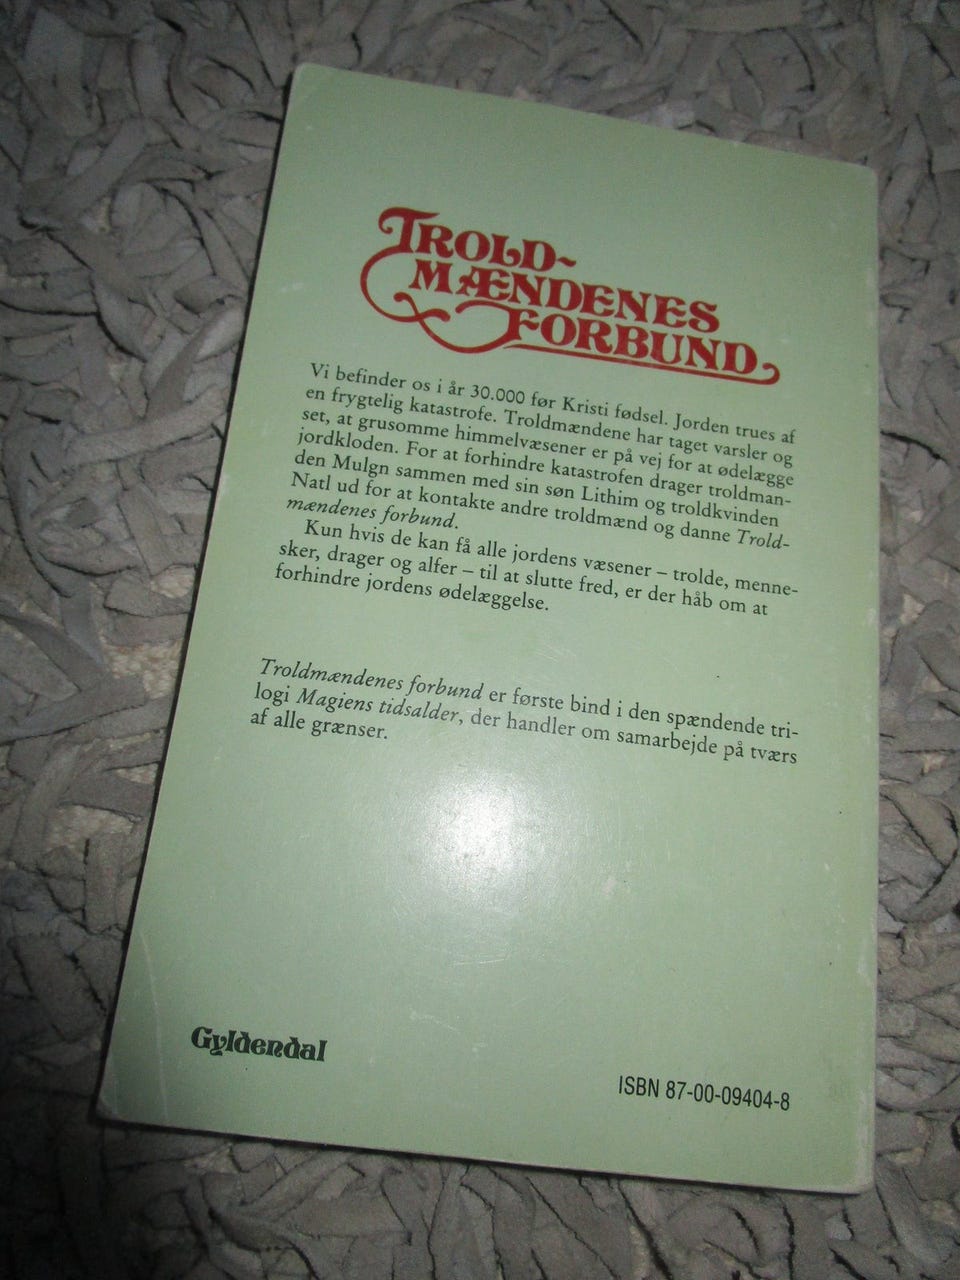 TROLD-
MÆNDENES
FORBUND
Vi befinder os i år 30.000 før Kristi fødsel. Jorden trues af
en frygtelig katastrofe. Troldmændene har taget varsler og
set, at grusomme himmelvæsener er på vej for at ødelægge
jordkloden. For at forhindre katastrofen drager troldman-
den Mulgn sammen med sin søn Lithim og troldkvinden
Natl ud for at kontakte andre troldmænd og danne Trold-
mændenes forbund.
Kun hvis de kan få alle jordens væsener – trolde, menne-
sker, drager og alfer – til at slutte fred, er der håb om at
forhindre jordens ødelæggelse.
Troldmændenes forbund er første bind i den spændende tri-
logi Magiens tidsalder, der handler om samarbejde på tværs
af alle grænser.
Gyldendal
ISBN 87-00-09404-8